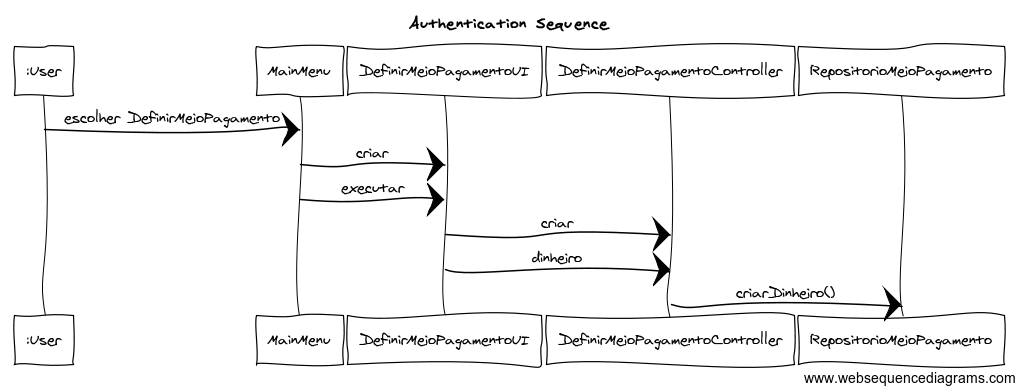 Authentication Sequence
:User
MainMenu
DefinirMeioPagamentoUI
DefinirMeioPagamentoController
RepositorioMeioPagamento
escolher DefinirMeioPagamento
criar
executar
criar
dinheiro
criarDinheiro()
:User
MainMenu
DefinirMeioPagamentoUI
DefinirMeioPagamentoController
RepositorioMeioPagamento
www.websequencediagrams.com